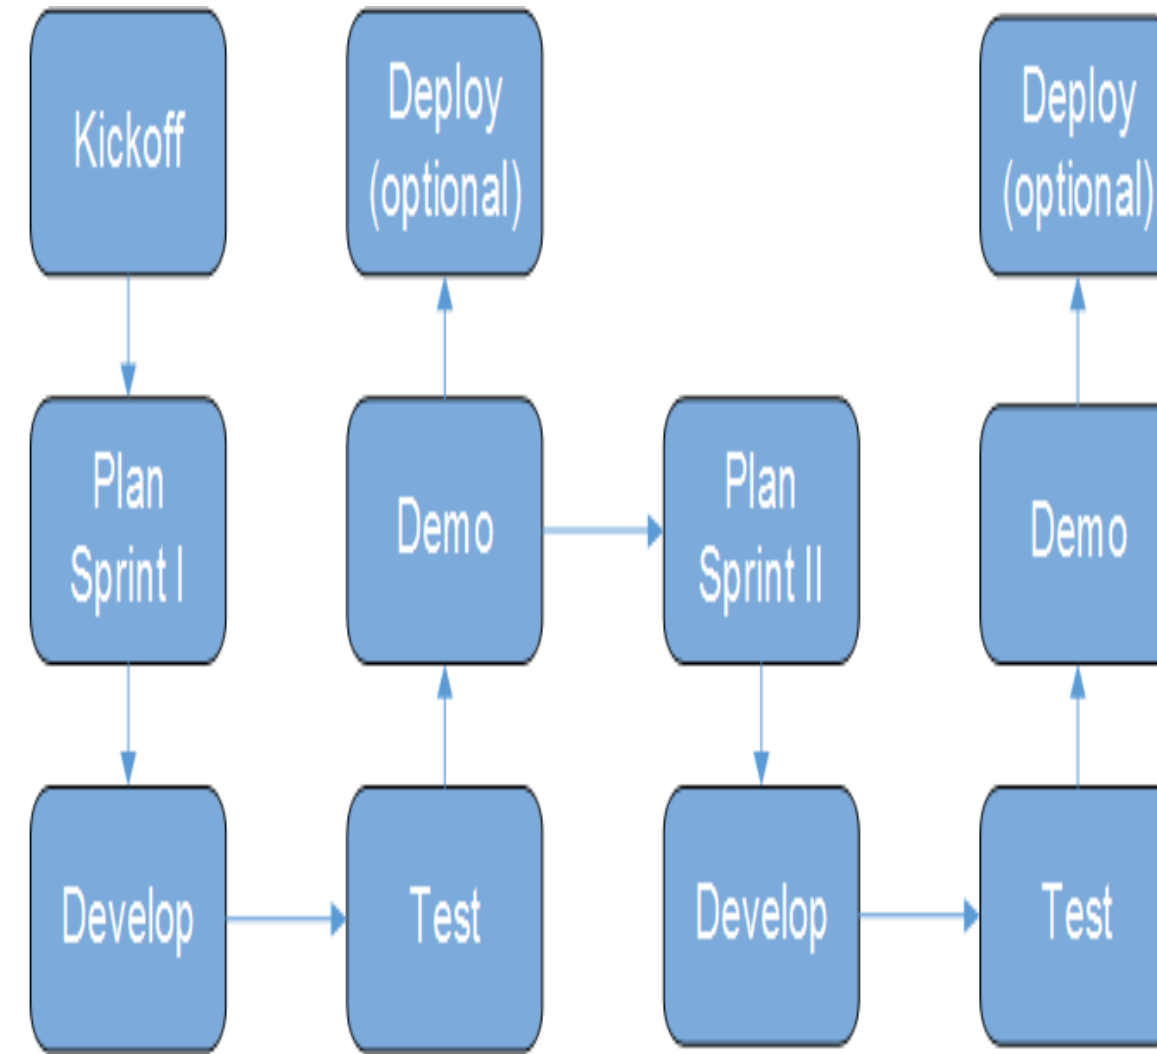 Kickoff
Plan
Sprint I
Develop
Test
Demo
Deploy
(optional)
Plan
Sprint II
Develop
Test
Demo
Deploy
(optional)